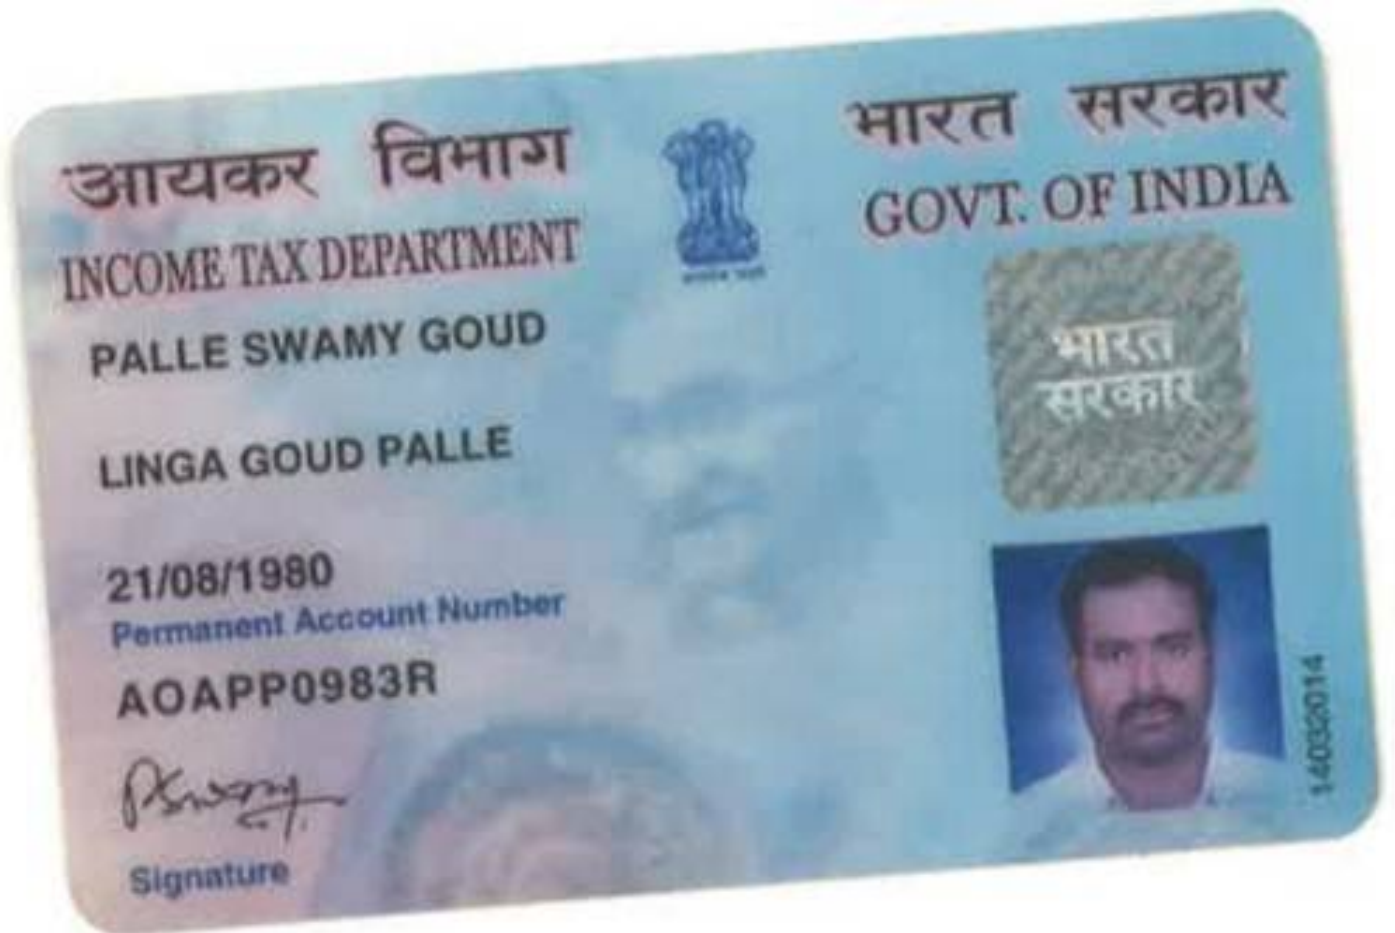 आयकर विभाग
INCOME TAX DEPARTMENT
भारत सरकार
GOVT. OF INDIA
PALLE SWAMY GOUD
LINGA GOUD PALLE
21/08/1980
Permanent Account Number
AOAPP0983R
Signature
भारत
सरकार
14032014